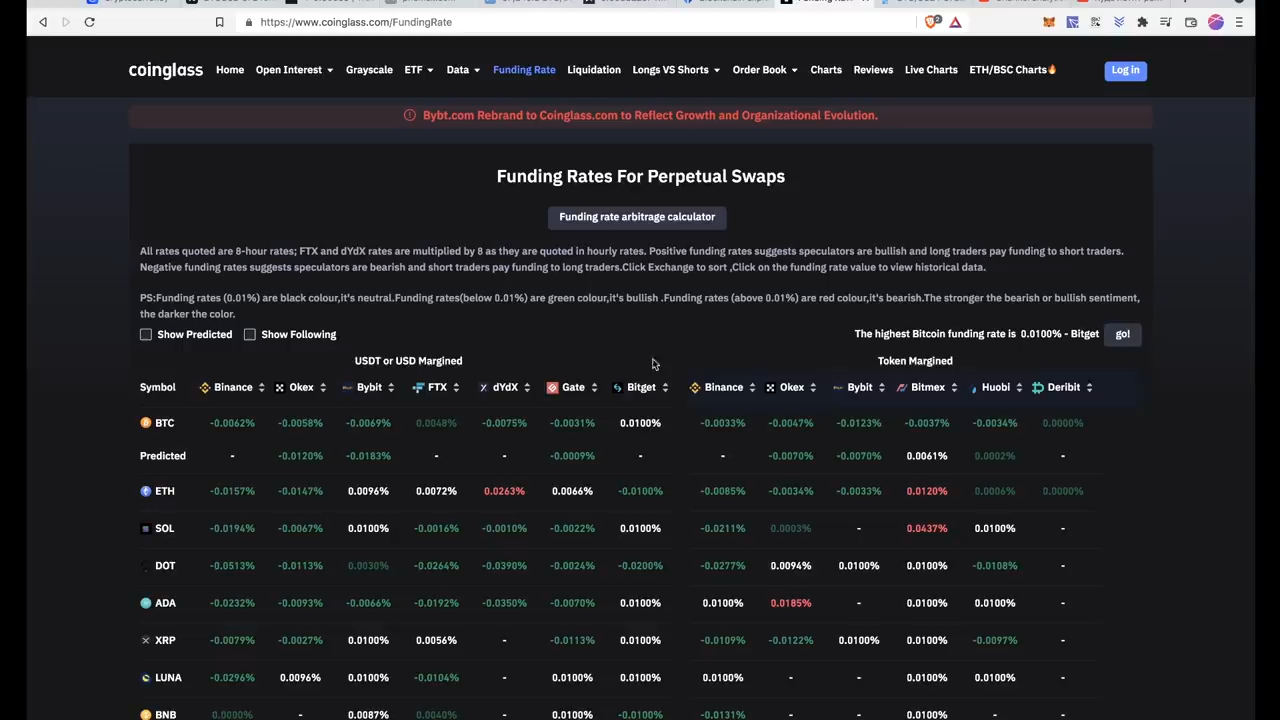 https://www.coinglass.com/FundingRate
coinglass Home Open Interest Grayscale ETF Data Funding Rate Liquidation Longs VS Shorts Order Book Charts Reviews Live Charts ETH/BSC Charts🔥 Log in
Bybt.com Rebrand to Coinglass.com to Reflect Growth and Organizational Evolution.
Funding Rates For Perpetual Swaps
Funding rate arbitrage calculator
All rates quoted are 8-hour rates; FTX and dYdX rates are multiplied by 8 as they are quoted in hourly rates. Positive funding rates suggests speculators are bullish and long traders pay funding to short traders.
Negative funding rates suggests speculators are bearish and short traders pay funding to long traders.Click Exchange to sort ,Click on the funding rate value to view historical data.
PS:Funding rates (0.01%) are black colour,it's neutral.Funding rates(below 0.01%) are green colour,it's bullish .Funding rates (above 0.01%) are red colour,it's bearish.The stronger the bearish or bullish sentiment,
the darker the color.
Show Predicted Show Following The highest Bitcoin funding rate is 0.0100% - Bitget go!
USDT or USD Margined Token Margined
Symbol Binance Okex Bybit FTX dYdX Gate Bitget Binance Okex Bybit Bitmex Huobi Deribit
BTC -0.0062% -0.0058% -0.0069% 0.0048% -0.0075% -0.0031% 0.0100% -0.0033% -0.0047% -0.0123% -0.0037% -0.0034% 0.0000%
Predicted - -0.0120% -0.0183% - - -0.0009% - - -0.0070% -0.0070% 0.0061% 0.0002% -
ETH -0.0157% -0.0147% 0.0096% 0.0072% 0.0263% 0.0066% -0.0100% -0.0085% -0.0034% -0.0033% 0.0120% 0.0006% 0.0000%
SOL -0.0194% -0.0067% 0.0100% -0.0016% -0.0010% -0.0022% 0.0100% -0.0211% 0.0003% - 0.0437% 0.0100% -
DOT -0.0513% -0.0113% 0.0030% -0.0264% -0.0390% -0.0024% -0.0200% -0.0277% 0.0094% 0.0100% 0.0100% -0.0108% -
ADA -0.0232% -0.0093% -0.0066% -0.0192% -0.0350% -0.0070% 0.0100% 0.0100% 0.0185% - 0.0100% 0.0100% -
XRP -0.0079% -0.0027% 0.0100% 0.0056% - -0.0113% 0.0100% -0.0109% -0.0122% 0.0100% 0.0100% -0.0097% -
LUNA -0.0296% 0.0096% 0.0100% -0.0104% - 0.0100% 0.0100% 0.0100% - - 0.0100% 0.0100% -
BNB 0.0000% - 0.0087% 0.0040% - 0.0100% -0.0100% -0.0131% - - 0.0100% - -